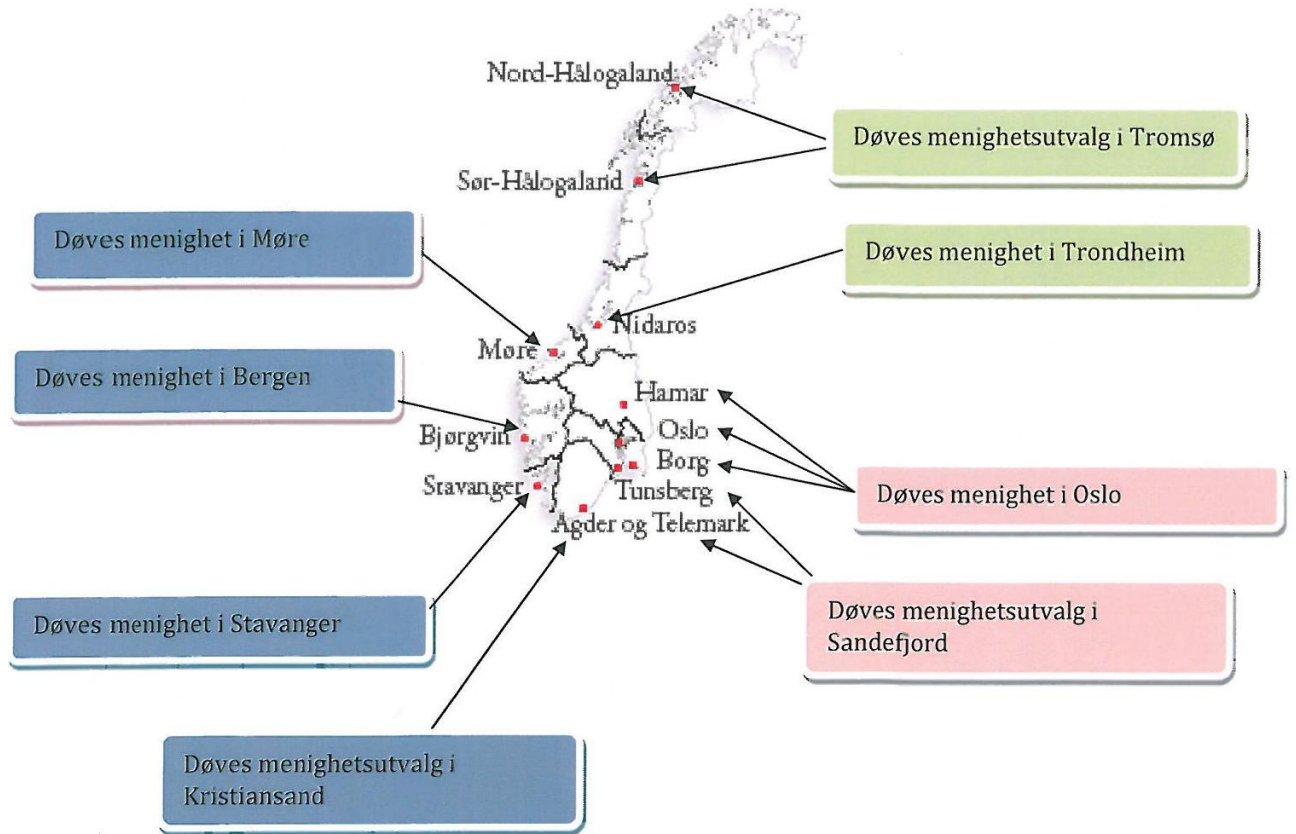 Nord-Hålogaland
Døves menighetsutvalg i Tromsø
Sør-Hålogaland
Døves menighet i Møre
Døves menighet i Trondheim
Nidaros
Møre
Døves menighet i Bergen
Hamar
Bjørgvin
Oslo
Borg
Stavanger
Tunsberg
Døves menighet i Oslo
Agder og Telemark
Døves menighet i Stavanger
Døves menighetsutvalg i
Sandefjord
Døves menighetsutvalg i
Kristiansand